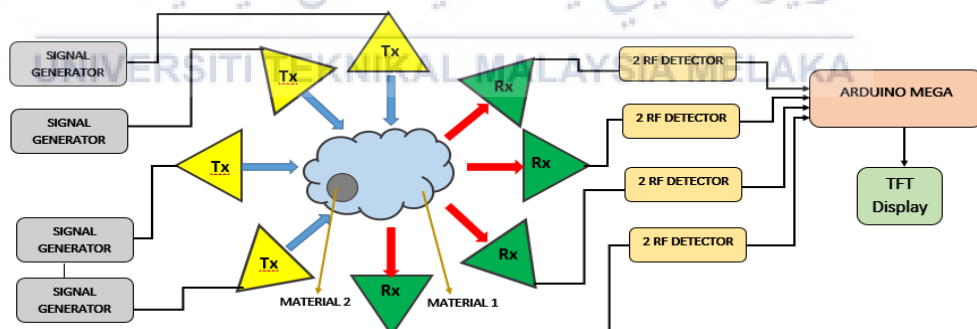 SIGNAL
GENERATOR
UNIVERSITI TEKNIKAL MALAYSIA MELAKA
Tx
Tx
Rx
2 RF DETECTOR
ARDUINO MEGA
SIGNAL
GENERATOR
2 RF DETECTOR
Tx
Rx
2 RF DETECTOR
TFT
Display
SIGNAL
GENERATOR
Rx
2 RF DETECTOR
Tx
SIGNAL
GENERATOR
MATERIAL 2
Rx
MATERIAL 1